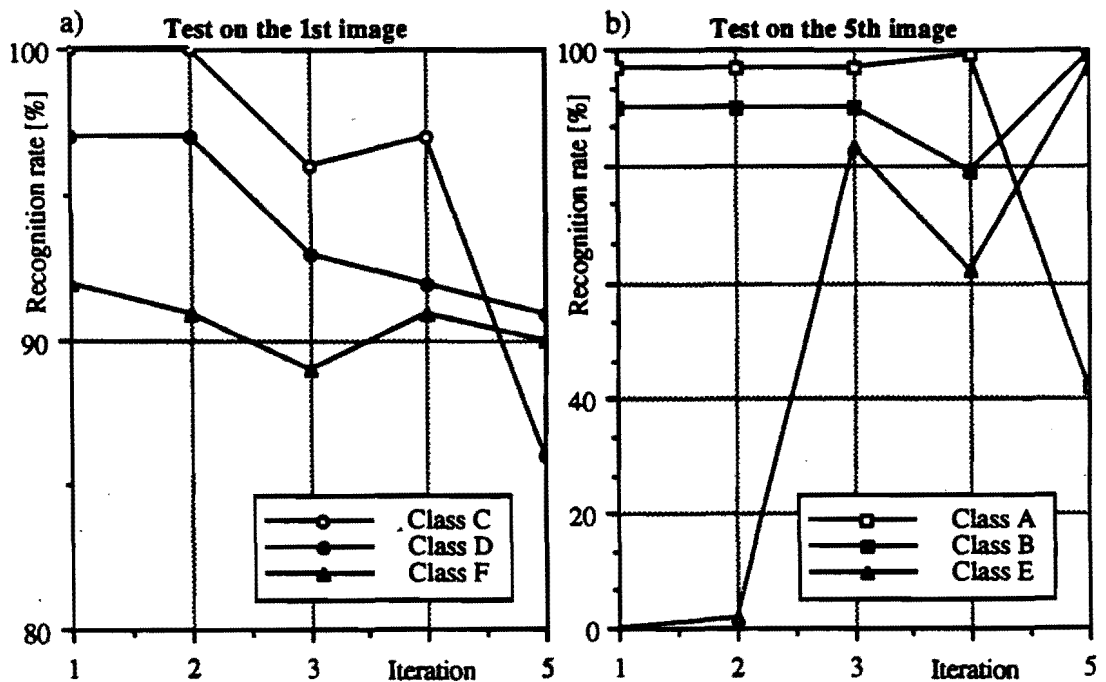 a)
Test on the 1st image
Recognition rate [%]
100
90
80
Class C
Class D
Class F
1 2 3 Iteration 5
b)
Test on the 5th image
Recognition rate [%]
100
40
20
0
Class A
Class B
Class E
1 2 3 Iteration 5